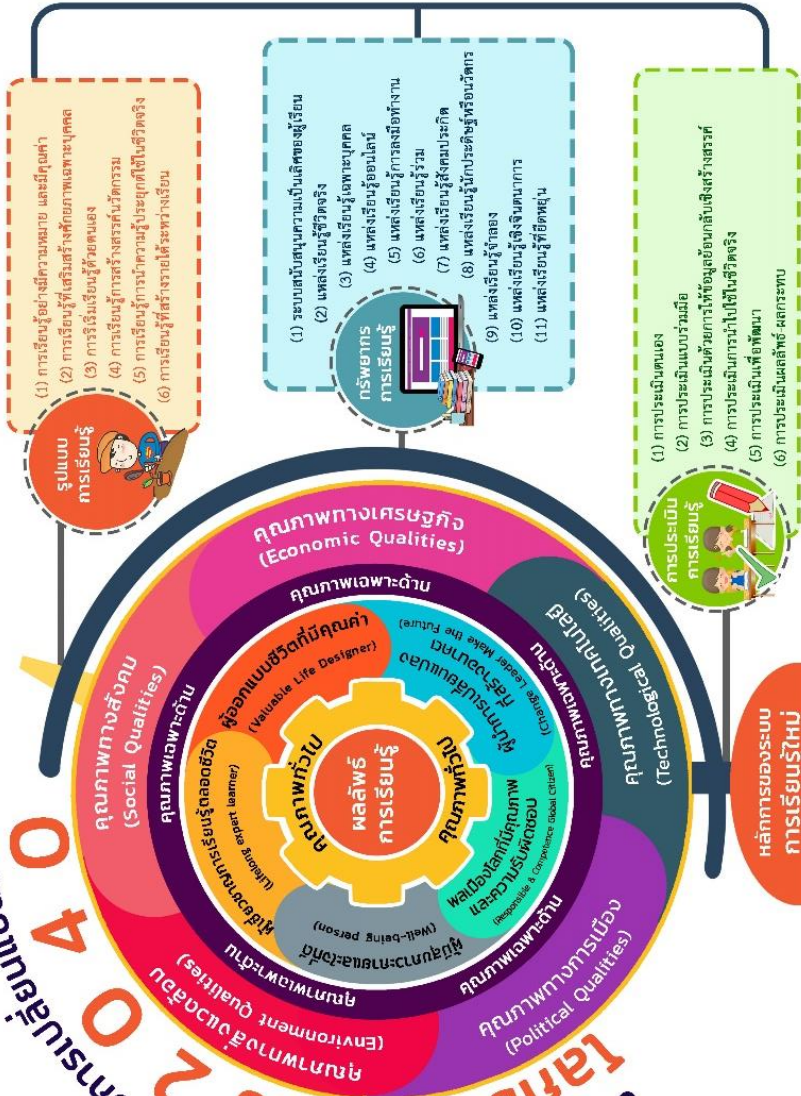 รูปแบบ
การเรียนรู้
(1) การเรียนรู้อย่างมีความหมาย และมีคุณค่า
(2) การเรียนรู้ที่เสริมสร้างศักยภาพเฉพาะบุคคล
(3) การริเริ่มเรียนรู้ด้วยตนเอง
(4) การเรียนรู้การสร้างสรรค์นวัตกรรม
(5) การเรียนรู้การนำความรู้ประยุกต์ใช้ในชีวิตจริง
(6) การเรียนรู้ที่สร้างรายได้ระหว่างเรียน
ทรัพยากร
การเรียนรู้
(1) ระบบสนับสนุนความเป็นเลิศของผู้เรียน
(2) แหล่งเรียนรู้ชีวิตจริง
(3) แหล่งเรียนรู้เฉพาะบุคคล
(4) แหล่งเรียนรู้ออนไลน์
(5) แหล่งเรียนรู้การลงมือทำงาน
(6) แหล่งเรียนรู้ร่วม
(7) แหล่งเรียนรู้สังคมประกิต
(8) แหล่งเรียนรู้นักประดิษฐ์หรือนวัตกร
(9) แหล่งเรียนรู้จำลอง
(10) แหล่งเรียนรู้เชิงจินตนาการ
(11) แหล่งเรียนรู้ที่ยืดหยุ่น
การประเมิน
การเรียนรู้
(1) การประเมินตนเอง
(2) การประเมินแบบร่วมมือ
(3) การประเมินด้วยการให้ข้อมูลย้อนกลับเชิงสร้างสรรค์
(4) การประเมินการนำไปใช้ในชีวิตจริง
(5) การประเมินเพื่อพัฒนา
(6) การประเมินผลลัพธ์-ผลกระทบ
หลักการของระบบ
การเรียนรู้ใหม่
คุณภาพทางสังคม
(Social Qualities)
คุณภาพทางเศรษฐกิจ
(Economic Qualities)
คุณภาพทางเทคโนโลยี
(Technological Qualities)
คุณภาพทางการเมือง
(Political Qualities)
คุณภาพทางสิ่งแวดล้อม
(Environment Qualities)
คุณภาพเฉพาะด้าน
คุณภาพเฉพาะด้าน
คุณภาพเฉพาะด้าน
คุณภาพเฉพาะด้าน
คุณภาพเฉพาะด้าน
ผู้เชี่ยวชาญการเรียนรู้ตลอดชีวิต
(Lifelong expert learner)
ผู้ออกแบบชีวิตที่มีคุณค่า
(Valuable Life Designer)
ผู้นำการเปลี่ยนแปลง
ที่สร้างอนาคต
(Change Leader Make the Future)
พลเมืองโลกที่มีคุณภาพ
และความรับผิดชอบ
(Responsible & Competence Global Citizen)
ผู้มีสุขภาวะกายและใจที่ดี
(Well-being person)
คุณภาพทั่วไป
คุณภาพทั่วไป
ผลลัพธ์
การเรียนรู้
การเปลี่ยนแปลง
2040